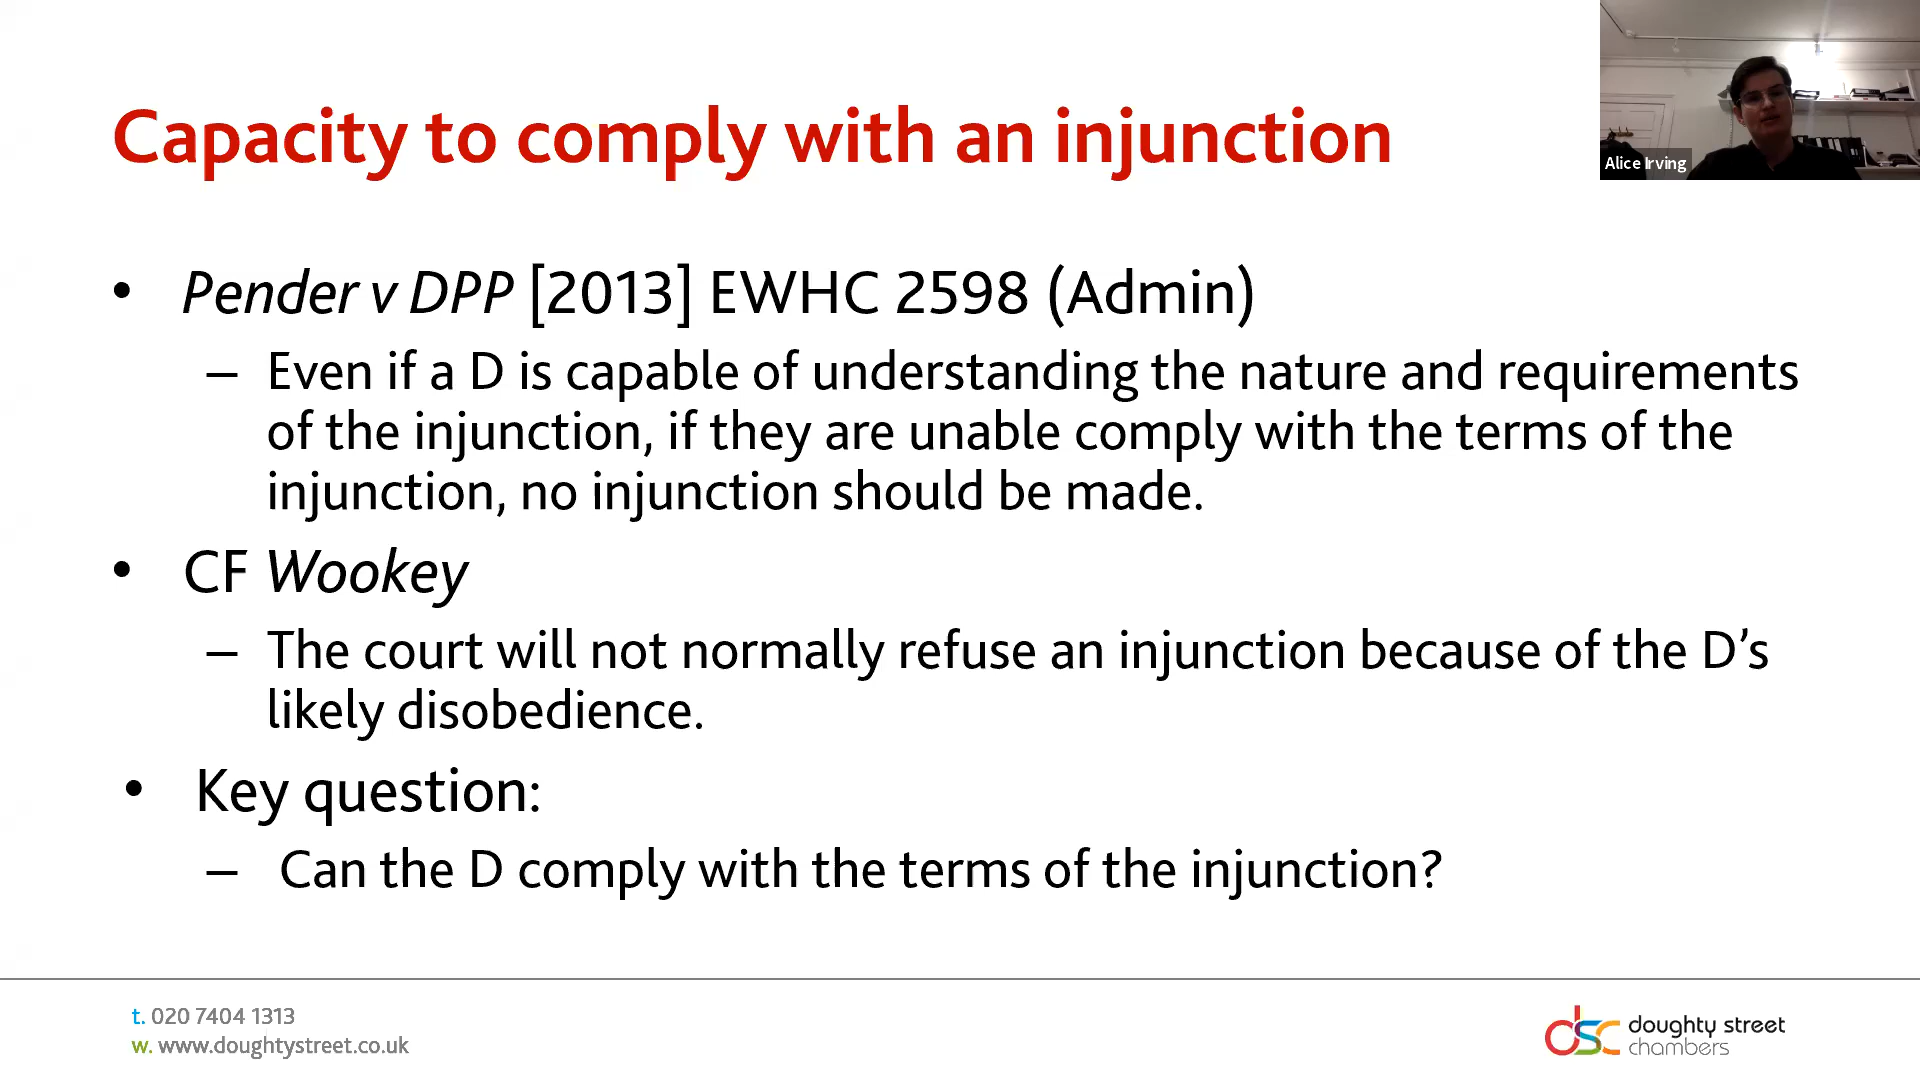 Capacity to comply with an injunction
Alice Irving
• Pender v DPP [2013] EWHC 2598 (Admin)
– Even if a D is capable of understanding the nature and requirements
of the injunction, if they are unable comply with the terms of the
injunction, no injunction should be made.
• CF Wookey
– The court will not normally refuse an injunction because of the D’s
likely disobedience.
• Key question:
– Can the D comply with the terms of the injunction?
t. 020 7404 1313
w. www.doughtystreet.co.uk
dsc
doughty street
chambers